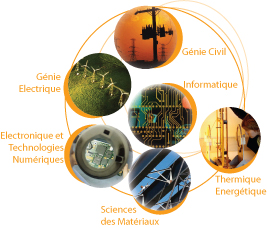 Génie Civil
Génie
Electrique
Informatique
Electronique et
Technologies
Numériques
Thermique
Energétique
Sciences
des Matériaux